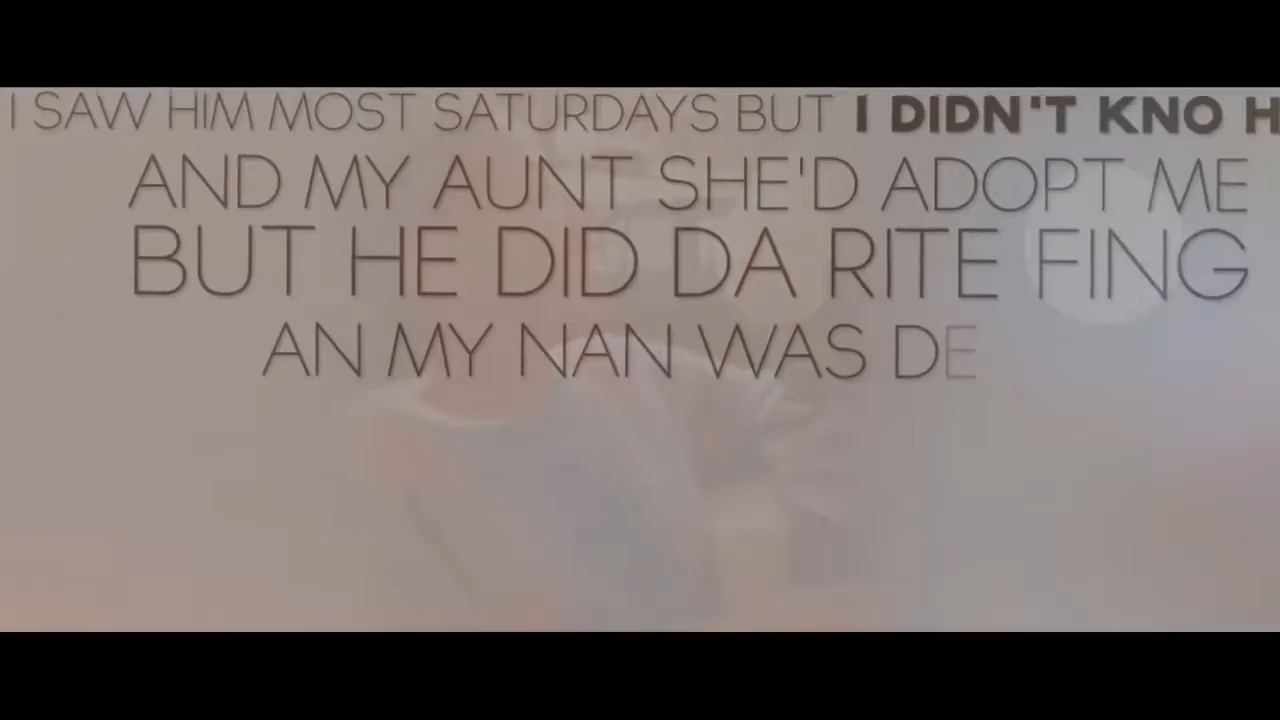 I SAW HIM MOST SATURDAYS BUT I DIDN'T KNO H
AND MY AUNT SHE'D ADOPT ME
BUT HE DID DA RITE FING
AN MY NAN WAS DE